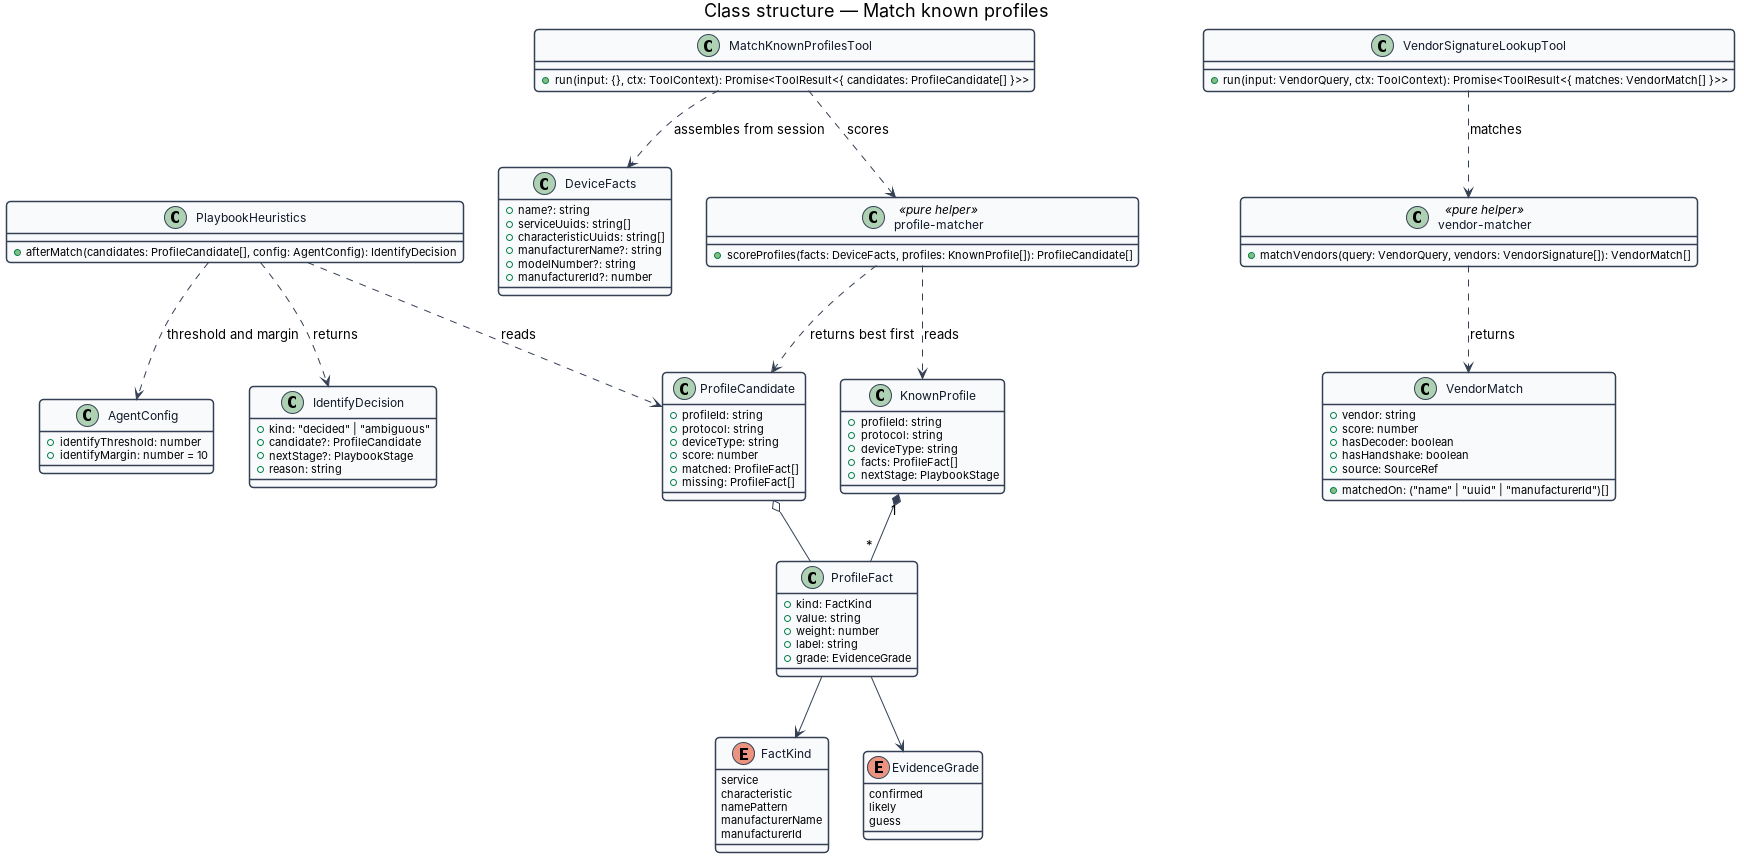 Class structure — Match known profiles
C MatchKnownProfilesTool
run(input: {}, ctx: ToolContext): Promise<ToolResult<{ candidates: ProfileCandidate[] }>>
C VendorSignatureLookupTool
run(input: VendorQuery, ctx: ToolContext): Promise<ToolResult<{ matches: VendorMatch[] }>>
assembles from session
scores
matches
C DeviceFacts
name?: string
serviceUuids: string[]
characteristicUuids: string[]
manufacturerName?: string
modelNumber?: string
manufacturerId?: number
C PlaybookHeuristics
afterMatch(candidates: ProfileCandidate[], config: AgentConfig): IdentifyDecision
«pure helper»
C profile-matcher
scoreProfiles(facts: DeviceFacts, profiles: KnownProfile[]): ProfileCandidate[]
«pure helper»
C vendor-matcher
matchVendors(query: VendorQuery, vendors: VendorSignature[]): VendorMatch[]
threshold and margin
returns
reads
returns best first
reads
returns
C AgentConfig
identifyThreshold: number
identifyMargin: number = 10
C IdentifyDecision
kind: "decided" | "ambiguous"
candidate?: ProfileCandidate
nextStage?: PlaybookStage
reason: string
C ProfileCandidate
profileId: string
protocol: string
deviceType: string
score: number
matched: ProfileFact[]
missing: ProfileFact[]
C KnownProfile
profileId: string
protocol: string
deviceType: string
facts: ProfileFact[]
nextStage: PlaybookStage
C VendorMatch
vendor: string
score: number
hasDecoder: boolean
hasHandshake: boolean
source: SourceRef
matchedOn: ("name" | "uuid" | "manufacturerId")[]
1
*
C ProfileFact
kind: FactKind
value: string
weight: number
label: string
grade: EvidenceGrade
E FactKind
service
characteristic
namePattern
manufacturerName
manufacturerId
E EvidenceGrade
confirmed
likely
guess